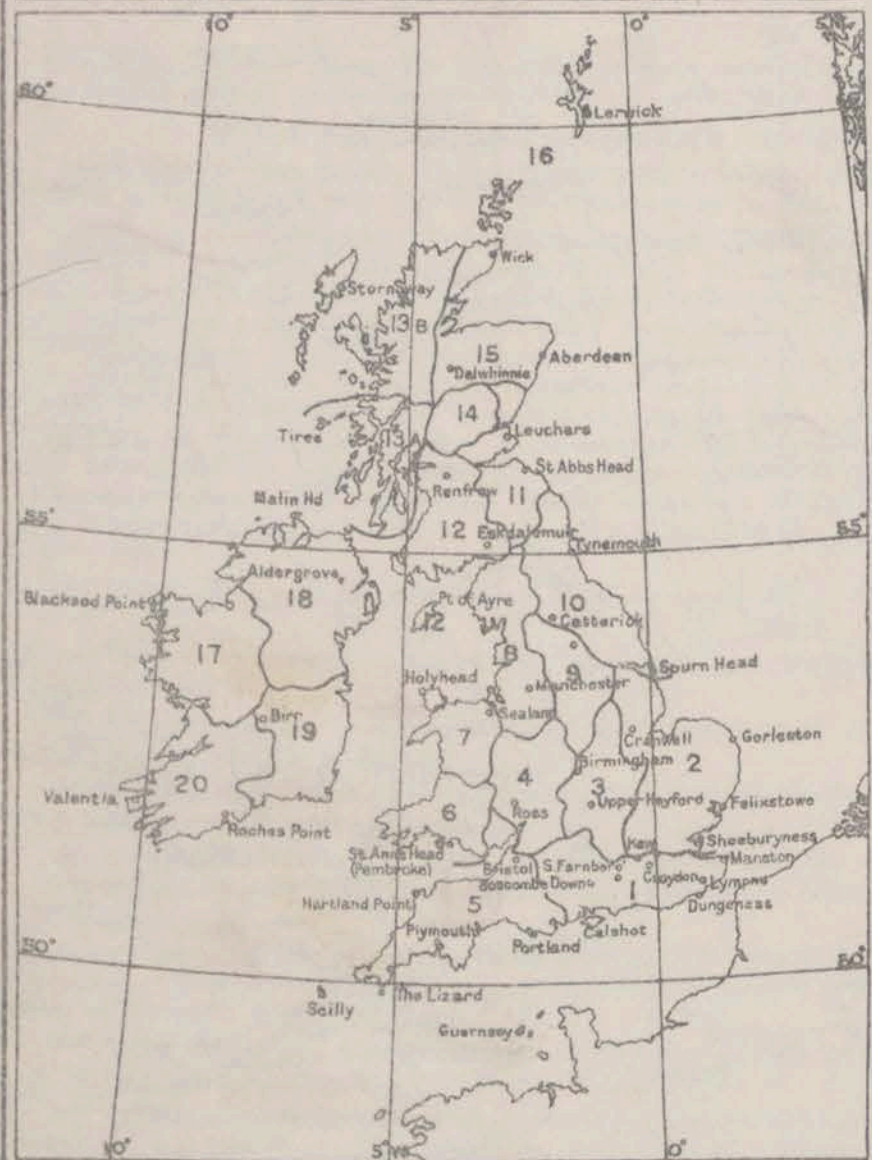 10° 5° 0° 5
60°
Lerwick
16
Wick
Stornoway
13 B
15
Aberdeen
Dalwhinnie
14
Tiree
13
A
Leuchars
St Abbs Head
Renfrew
11
Malin Hd
12
Eskdalemuir
55°
55°
Tynemouth
Aldergrove
18
Blacksod Point
Pt of Ayre
12
10
Catterick
17
B
9
Spurn Head
Holyhead
Manchester
Sealand
Birr
19
7
Cranwell
Gorleston
Birmingham
2
4
3
20
Upper Heyford
Felixstowe
Valentia
6
Ross
Roches Point
Kew
Shoeburyness
St. Anns Head
(Pembroke)
Bristol
S. Farnboro
Manston
Boscombe Down
Croydon
Lympne
1
Hartland Point
5
Dungeness
Plymouth
Calshot
Portland
50°
50°
The Lizard
Scilly
Guernsey
10° 5° 0°